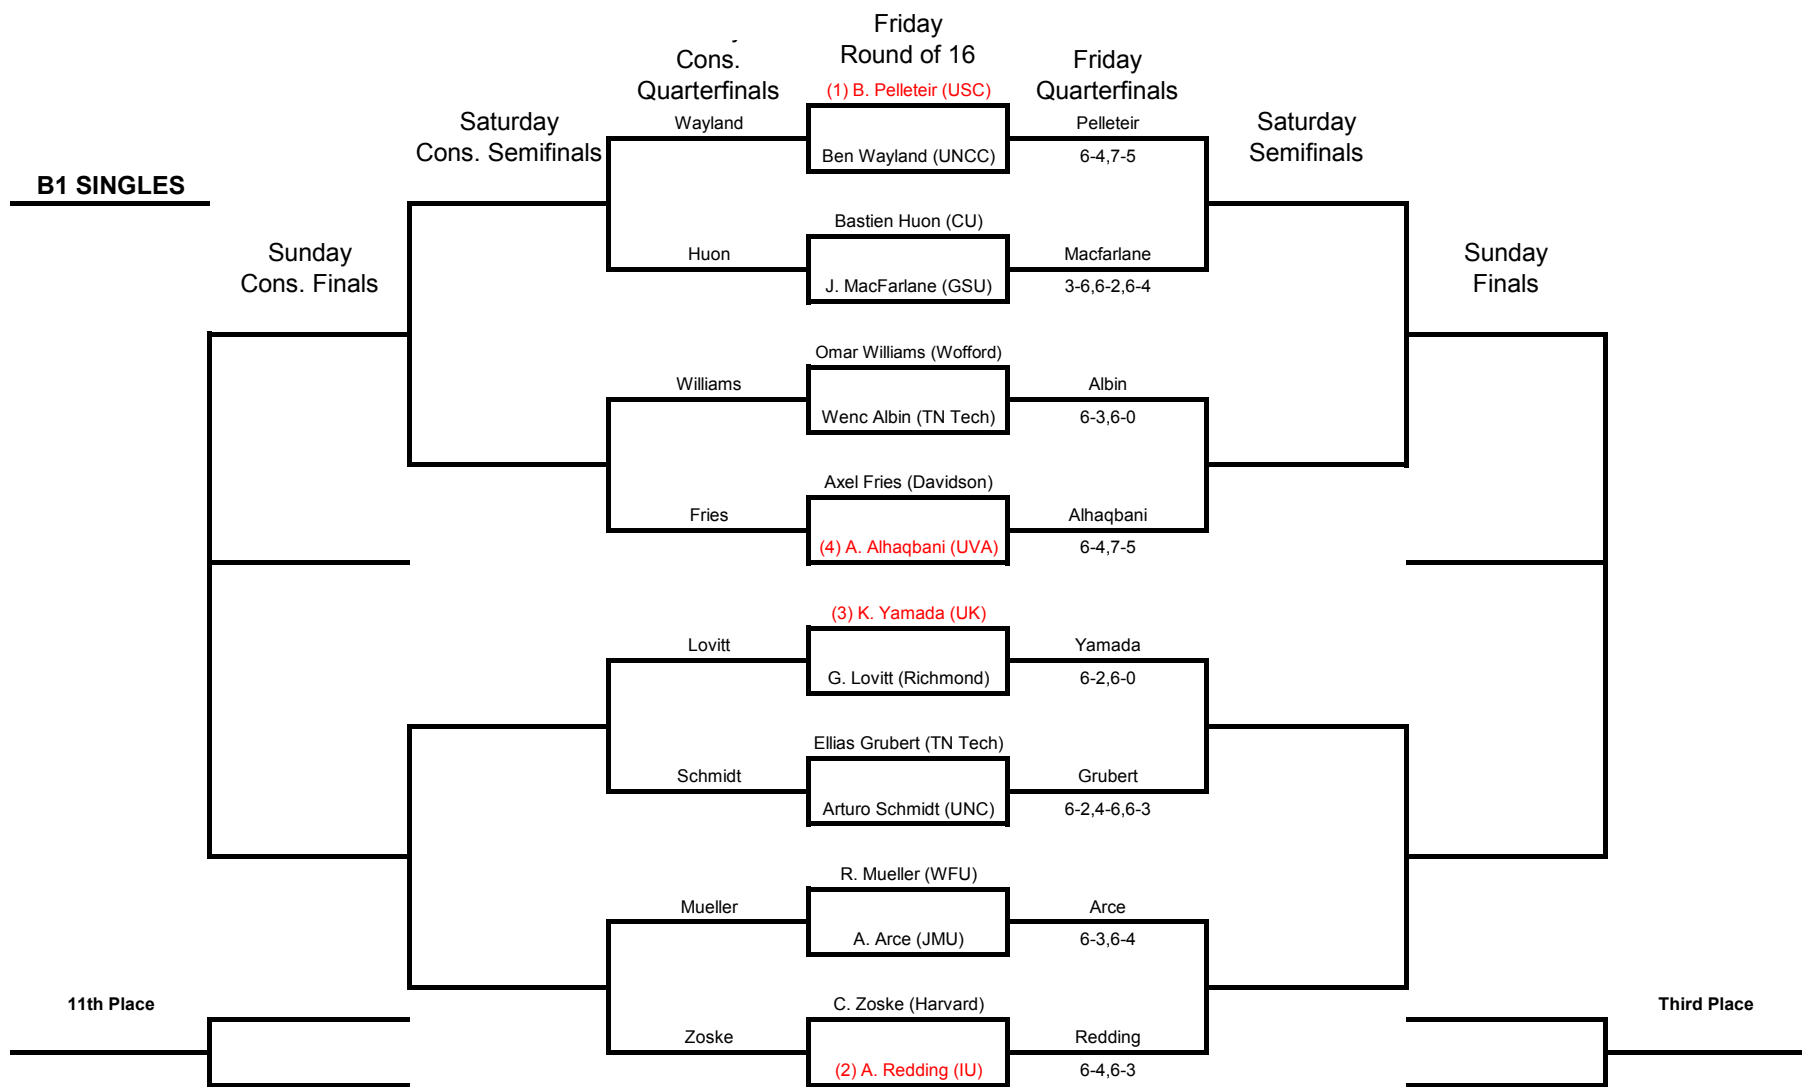 Friday
Round of 16
Cons.
Quarterfinals
Friday
Quarterfinals
(1) B. Pelleteir (USC)
Saturday
Cons. Semifinals
Wayland
Pelleteir
Saturday
Semifinals
Ben Wayland (UNCC)
6-4,7-5
B1 SINGLES
Bastien Huon (CU)
Sunday
Cons. Finals
Huon
Macfarlane
Sunday
Finals
J. MacFarlane (GSU)
3-6,6-2,6-4
Omar Williams (Wofford)
Williams
Albin
Wenc Albin (TN Tech)
6-3,6-0
Axel Fries (Davidson)
Fries
Alhaqbani
(4) A. Alhaqbani (UVA)
6-4,7-5
(3) K. Yamada (UK)
Lovitt
Yamada
G. Lovitt (Richmond)
6-2,6-0
Ellias Grubert (TN Tech)
Schmidt
Grubert
Arturo Schmidt (UNC)
6-2,4-6,6-3
R. Mueller (WFU)
Mueller
Arce
A. Arce (JMU)
6-3,6-4
11th Place
C. Zoske (Harvard)
Third Place
Zoske
Redding
(2) A. Redding (IU)
6-4,6-3